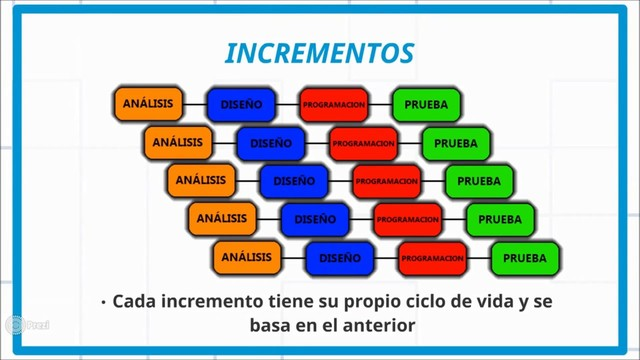 INCREMENTOS
ANÁLISIS DISEÑO PROGRAMACION PRUEBA
ANÁLISIS DISEÑO PROGRAMACION PRUEBA
ANÁLISIS DISEÑO PROGRAMACION PRUEBA
ANÁLISIS DISEÑO PROGRAMACION PRUEBA
ANÁLISIS DISEÑO PROGRAMACION PRUEBA
· Cada incremento tiene su propio ciclo de vida y se
basa en el anterior
Prezi